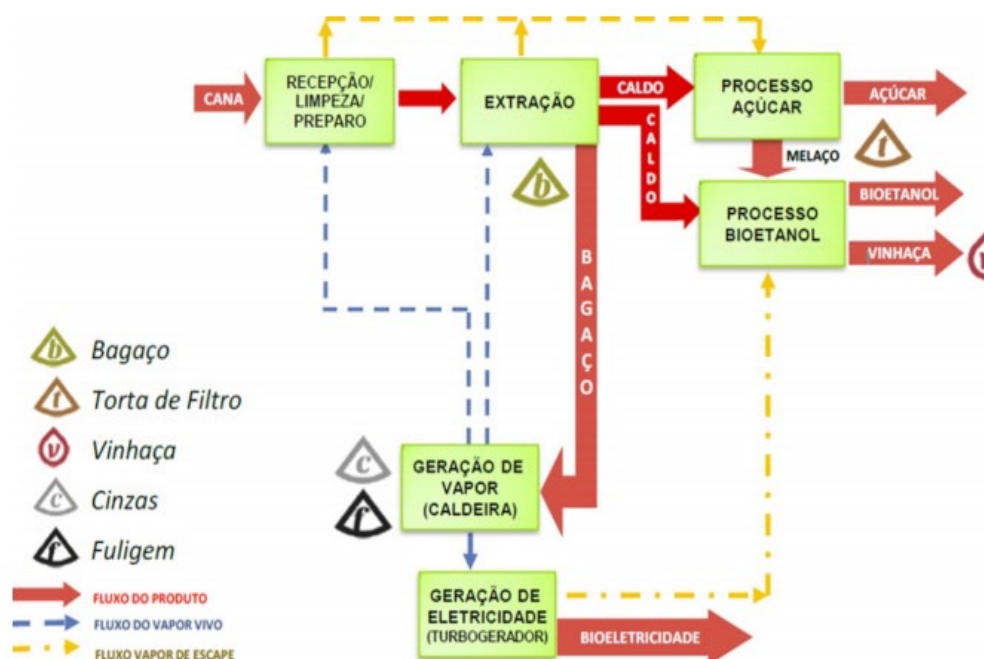 CANA
RECEPÇÃO/
LIMPEZA/
PREPARO
EXTRAÇÃO
CALDO
CALDO
PROCESSO
AÇÚCAR
AÇÚCAR
t
MELAÇO
b
BIOETANOL
PROCESSO
BIOETANOL
VINHAÇA
v
BAGAÇO
b Bagaço
t Torta de Filtro
v Vinhaça
c Cinzas
f Fuligem
c
f
GERAÇÃO DE
VAPOR
(CALDEIRA)
GERAÇÃO DE
ELETRICIDADE
(TURBOGERADOR)
BIOELETRICIDADE
FLUXO DO PRODUTO
FLUXO DO VAPOR VIVO
FLUXO VAPOR DE ESCAPE